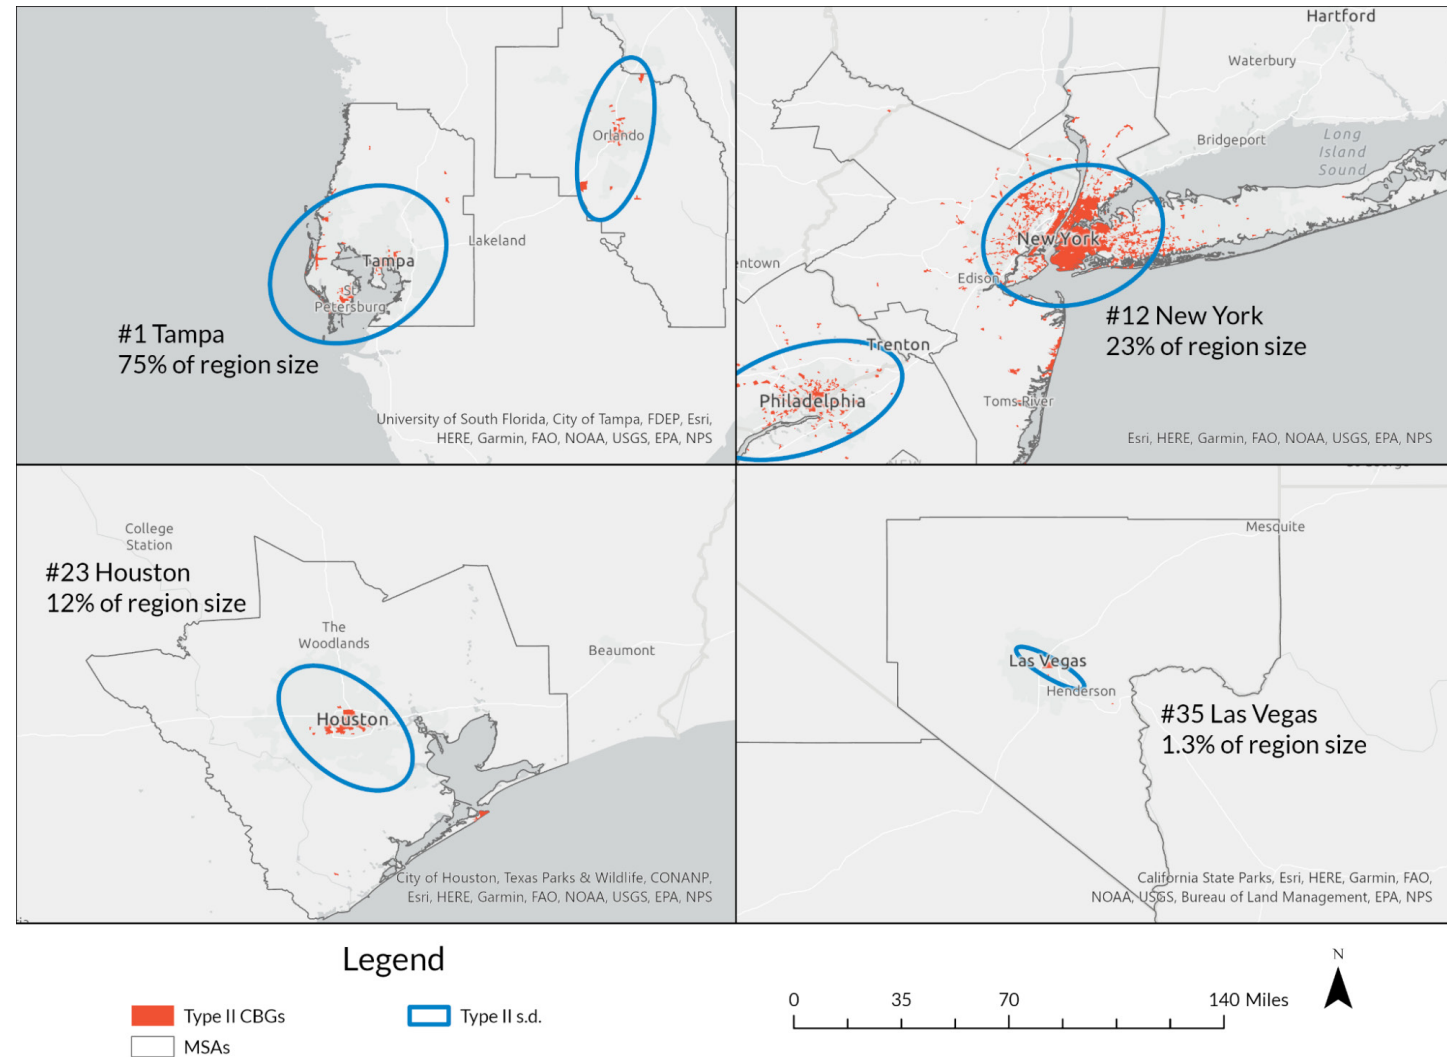 Orlando
Lakeland
Tampa
St
Petersburg
#1 Tampa
75% of region size
University of South Florida, City of Tampa, FDEP, Esri,
HERE, Garmin, FAO, NOAA, USGS, EPA, NPS
Hartford
Waterbury
Bridgeport
Long
Island
Sound
New York
entown
Edison
#12 New York
23% of region size
Trenton
Philadelphia
Toms River
Esri, HERE, Garmin, FAO, NOAA, USGS, EPA, NPS
College
Station
#23 Houston
12% of region size
The
Woodlands
Beaumont
Houston
City of Houston, Texas Parks & Wildlife, CONANP,
Esri, HERE, Garmin, FAO, NOAA, USGS, EPA, NPS
Mesquite
Las Vegas
Henderson
#35 Las Vegas
1.3% of region size
California State Parks, Esri, HERE, Garmin, FAO,
NOAA, USGS, Bureau of Land Management, EPA, NPS
Legend
Type II CBGs
Type II s.d.
MSAs
0 35 70 140 Miles
N